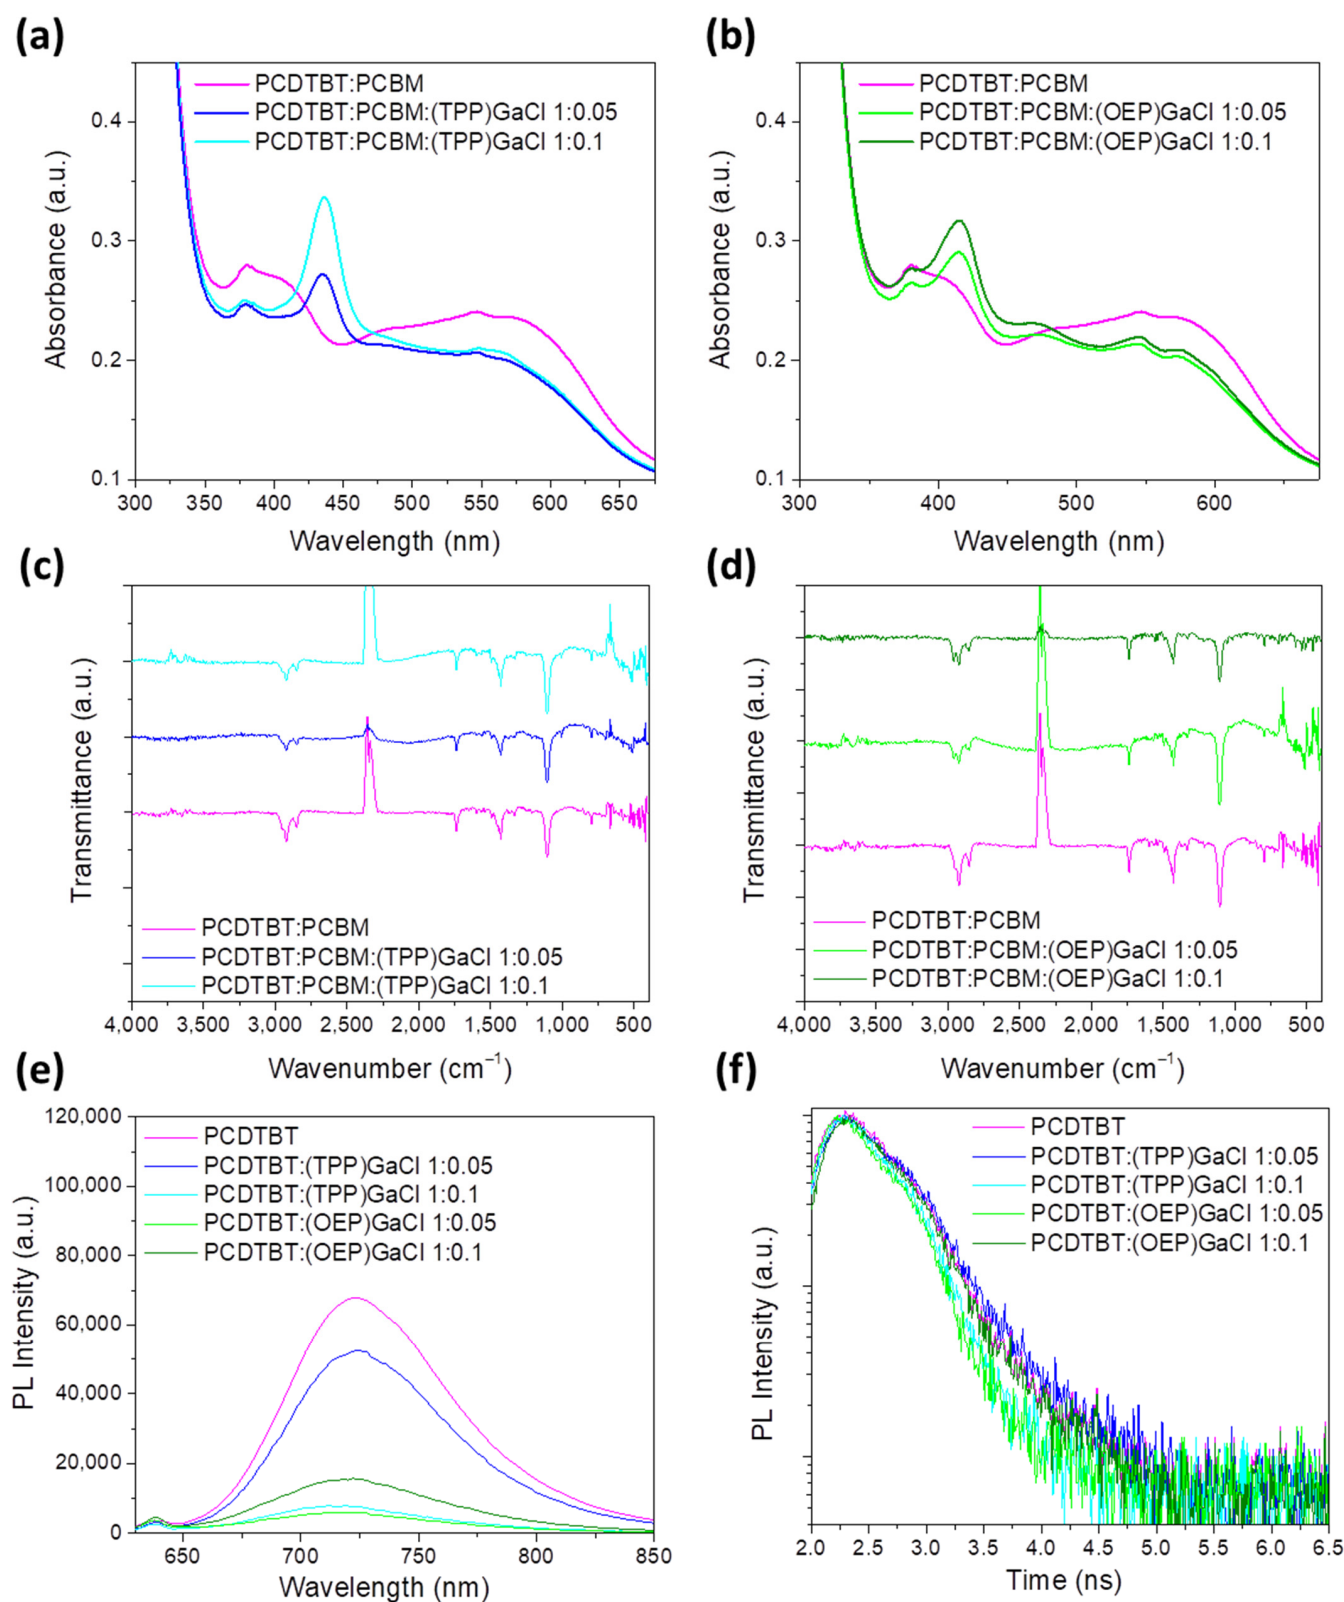 (a)
PCDTBT:PCBM
PCDTBT:PCBM:(TPP)GaCl 1:0.05
PCDTBT:PCBM:(TPP)GaCl 1:0.1
Absorbance (a.u.)
0.4
0.3
0.2
0.1
300 350 400 450 500 550 600 650
Wavelength (nm)
(b)
PCDTBT:PCBM
PCDTBT:PCBM:(OEP)GaCl 1:0.05
PCDTBT:PCBM:(OEP)GaCl 1:0.1
Absorbance (a.u.)
0.4
0.3
0.2
0.1
300 400 500 600
Wavelength (nm)
(c)
Transmittance (a.u.)
PCDTBT:PCBM
PCDTBT:PCBM:(TPP)GaCl 1:0.05
PCDTBT:PCBM:(TPP)GaCl 1:0.1
4,000 3,000 2,500 2,000 1,500 1,000 500
Wavenumber (cm⁻¹)
(d)
Transmittance (a.u.)
PCDTBT:PCBM
PCDTBT:PCBM:(OEP)GaCl 1:0.05
PCDTBT:PCBM:(OEP)GaCl 1:0.1
4,000 3,000 2,500 2,000 1,500 1,000 500
Wavenumber (cm⁻¹)
(e)
PCDTBT
PCDTBT:(TPP)GaCl 1:0.05
PCDTBT:(TPP)GaCl 1:0.1
PCDTBT:(OEP)GaCl 1:0.05
PCDTBT:(OEP)GaCl 1:0.1
PL Intensity (a.u.)
120,000
100,000
80,000
60,000
40,000
20,000
0
650 700 750 800 850
Wavelength (nm)
(f)
PCDTBT
PCDTBT:(TPP)GaCl 1:0.05
PCDTBT:(TPP)GaCl 1:0.1
PCDTBT:(OEP)GaCl 1:0.05
PCDTBT:(OEP)GaCl 1:0.1
PL Intensity (a.u.)
2.0 2.5 3.0 3.5 4.0 4.5 5.0 5.5 6.0 6.5
Time (ns)